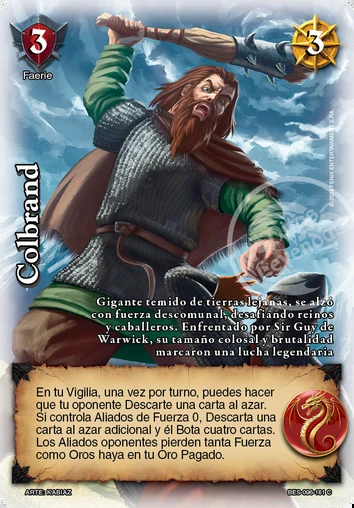 3
Faerie
3
Colbrand
Gigante temido de tierras lejanas, se alzó
con fuerza descomunal, desafiando reinos
y caballeros. Enfrentado por Sir Guy de
Warwick, su tamaño colosal y brutalidad
marcaron una lucha legendaria
En tu Vigilia, una vez por turno, puedes hacer
que tu oponente Descarte una carta al azar.
Si controla Aliados de Fuerza 0, Descarta una
carta al azar adicional y él Bota cuatro cartas.
Los Aliados oponentes pierden tanta Fuerza
como Oros haya en tu Oro Pagado.
ARTE: KABIAZ
BES-096-181 C